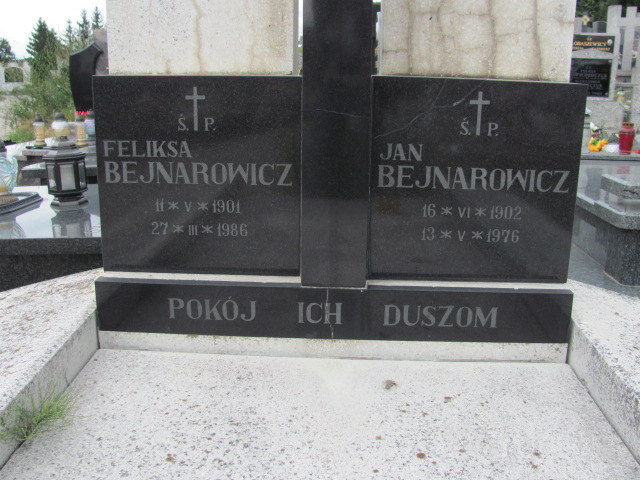 Ś. P.
FELIKSA
BEJNAROWICZ
11 * V * 1901
27 * III * 1986
Ś. P.
JAN
BEJNAROWICZ
16 * VI * 1902
13 * V * 1976
POKÓJ ICH DUSZOM